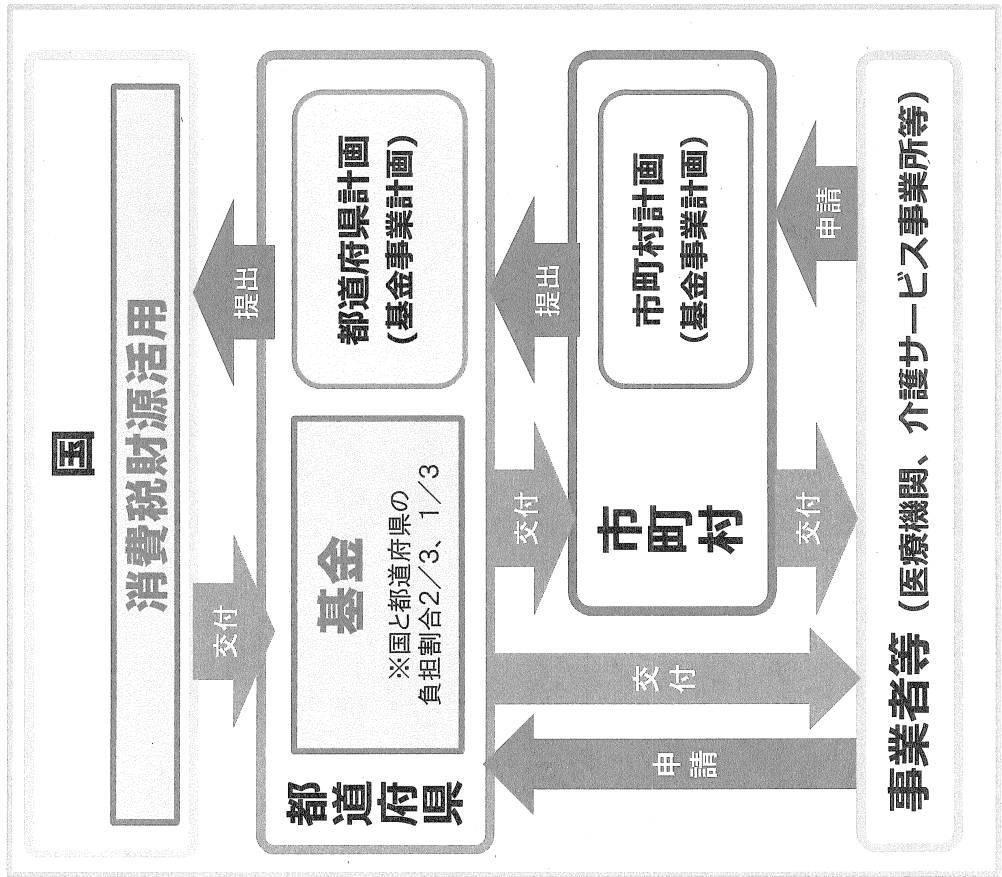 国
消費税財源活用
交付
提出
都道府県
基金
※国と都道府県の
負担割合2／3、1／3
都道府県計画
(基金事業計画)
申請
交付
交付
提出
市町村
市町村計画
(基金事業計画)
交付
申請
事業者等（医療機関、介護サービス事業所等）